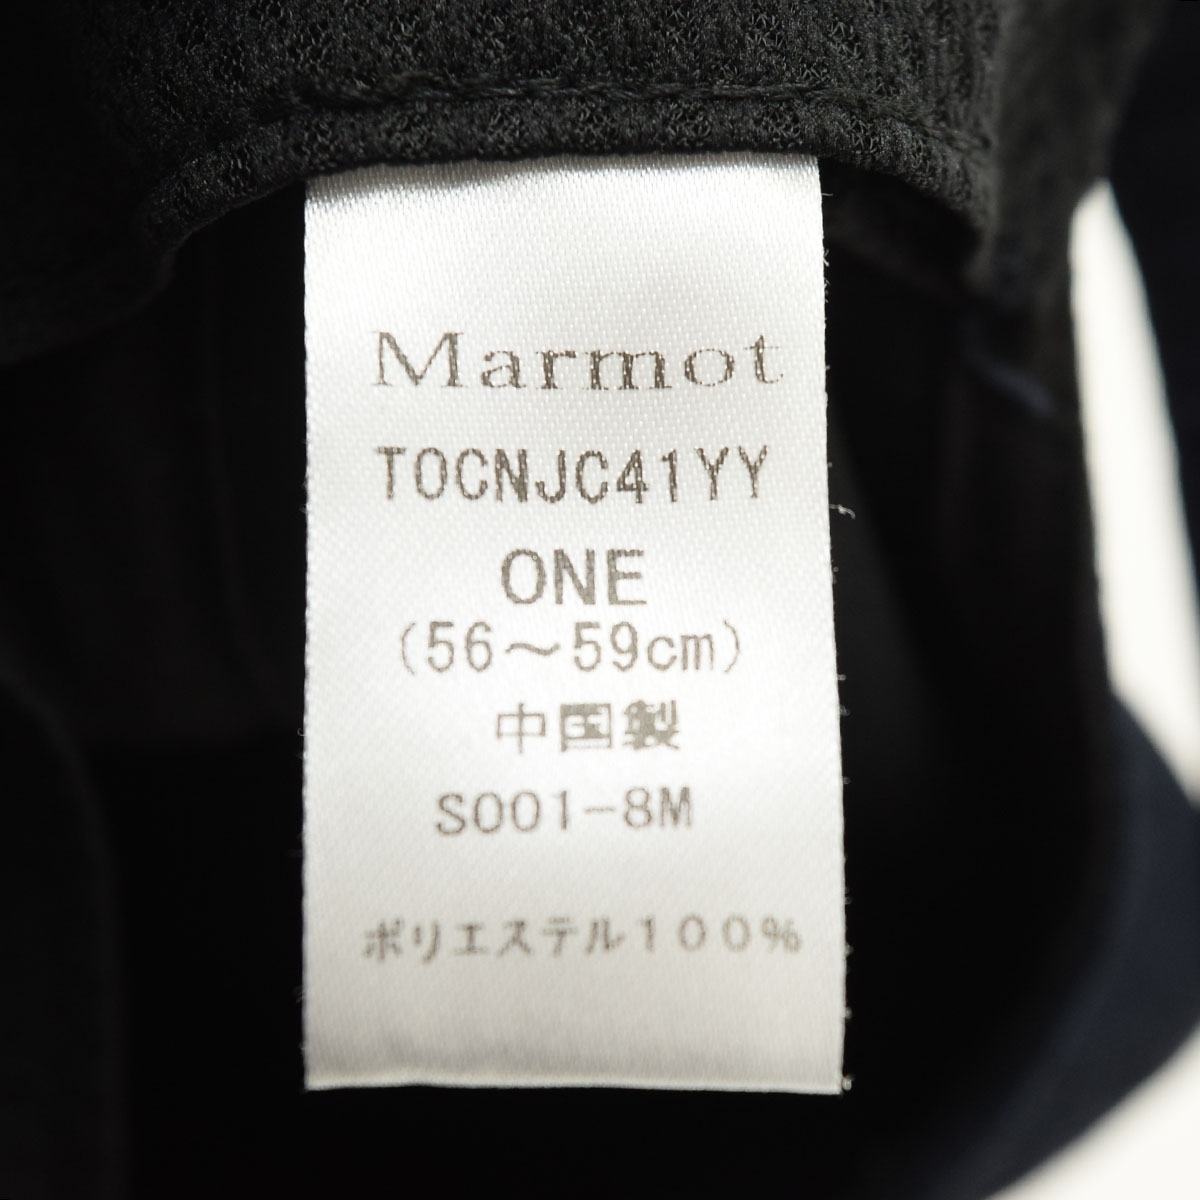 Marmot
TOCNJC41YY
ONE
(56〜59cm)
中国製
S001-8M
ポリエステル100%